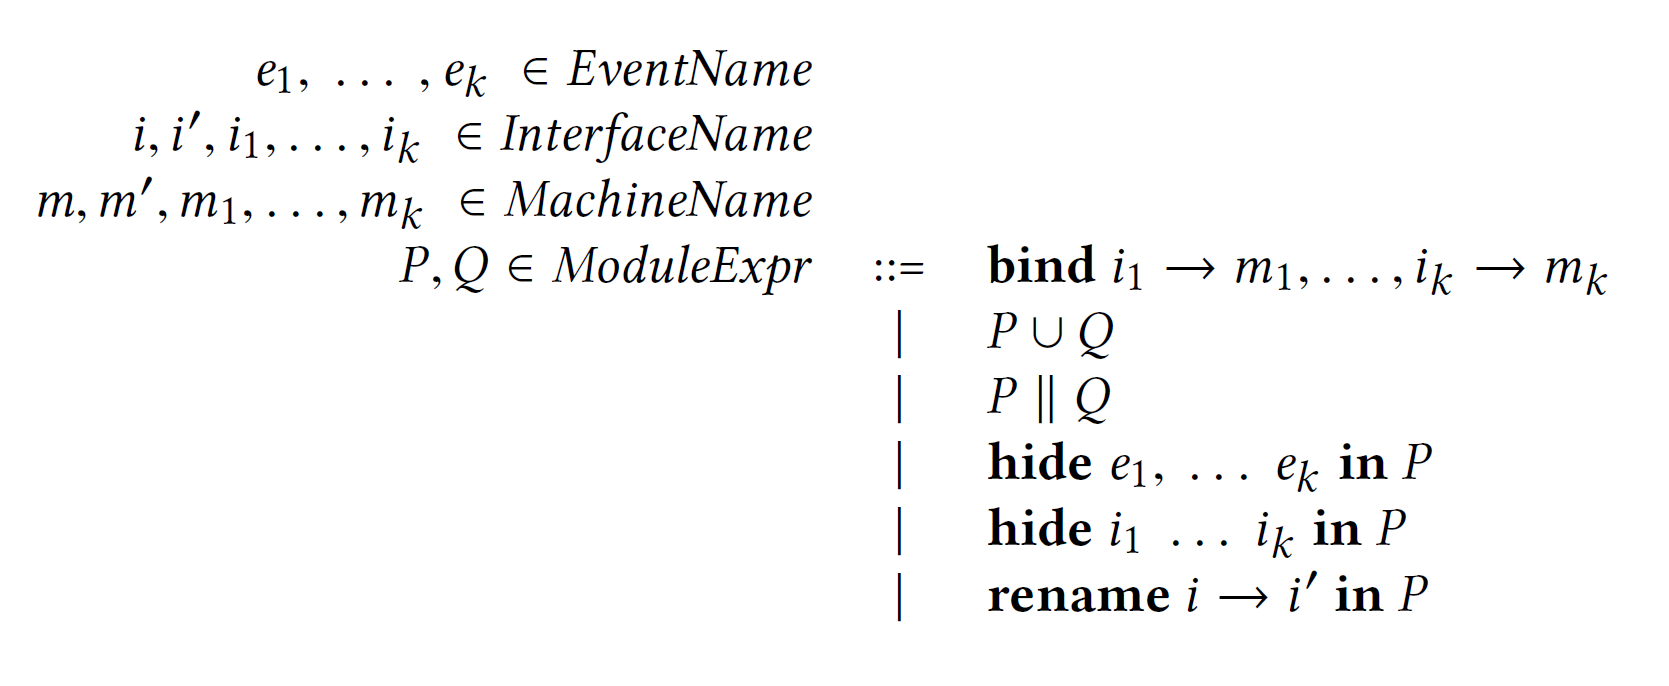 e₁, … , eₖ ∈ EventName
i, i′, i₁, …, iₖ ∈ InterfaceName
m, m′, m₁, …, mₖ ∈ MachineName
P, Q ∈ ModuleExpr ::= bind i₁ → m₁, …, iₖ → mₖ
| P ∪ Q
| P ∥ Q
| hide e₁, … eₖ in P
| hide i₁ … iₖ in P
| rename i → i′ in P